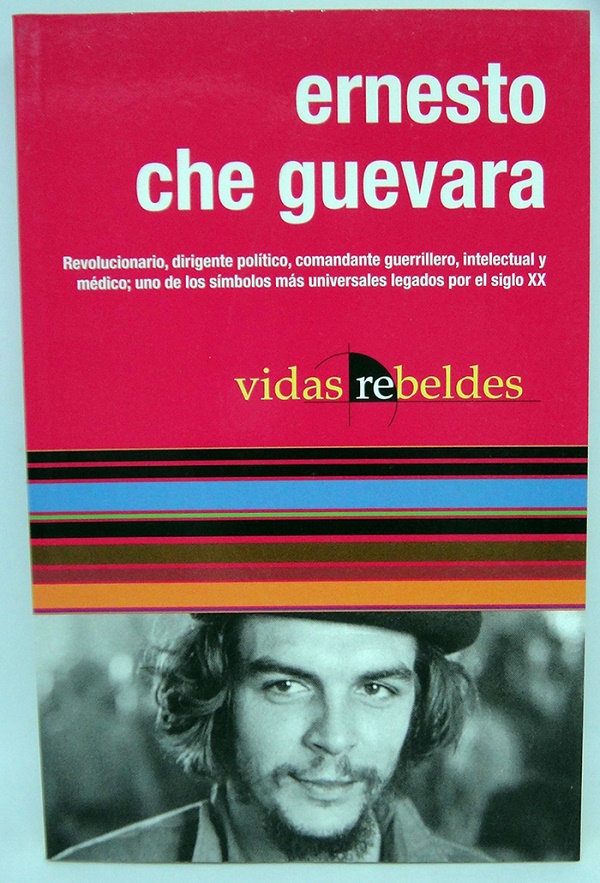 ernesto
che guevara
Revolucionario, dirigente político, comandante guerrillero, intelectual y
médico; uno de los símbolos más universales legados por el siglo XX
vidas rebeldes